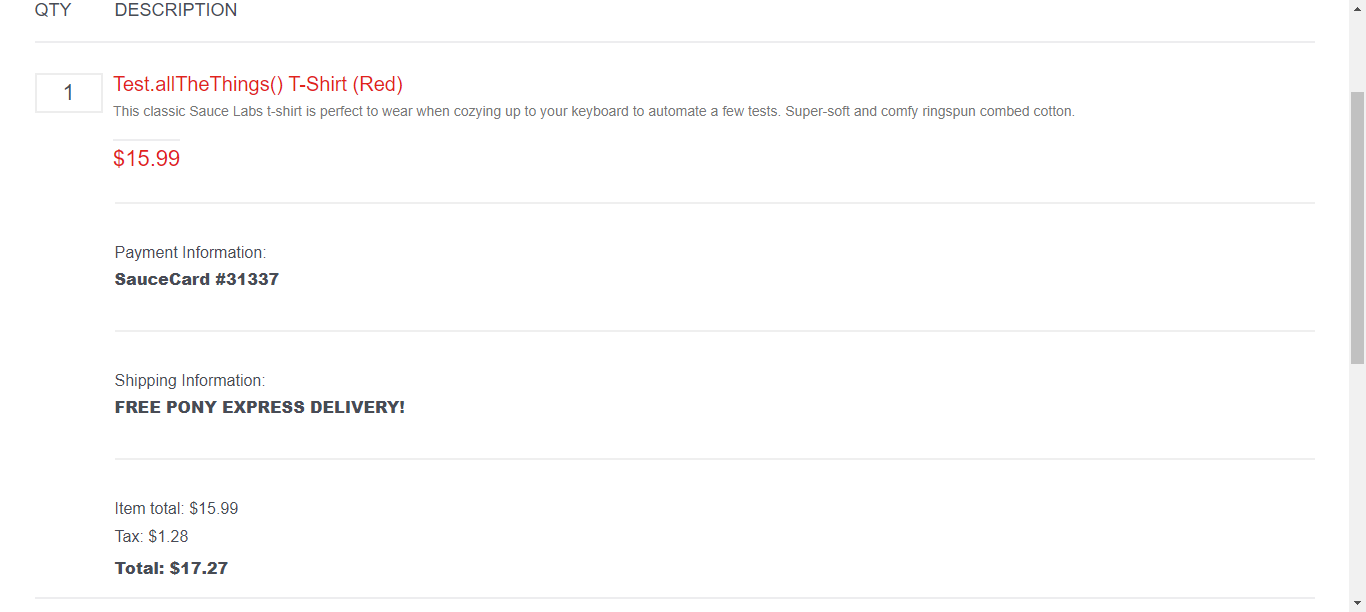 QTY DESCRIPTION
1 Test.allTheThings() T-Shirt (Red)
This classic Sauce Labs t-shirt is perfect to wear when cozying up to your keyboard to automate a few tests. Super-soft and comfy ringspun combed cotton.
$15.99
Payment Information:
SauceCard #31337
Shipping Information:
FREE PONY EXPRESS DELIVERY!
Item total: $15.99
Tax: $1.28
Total: $17.27